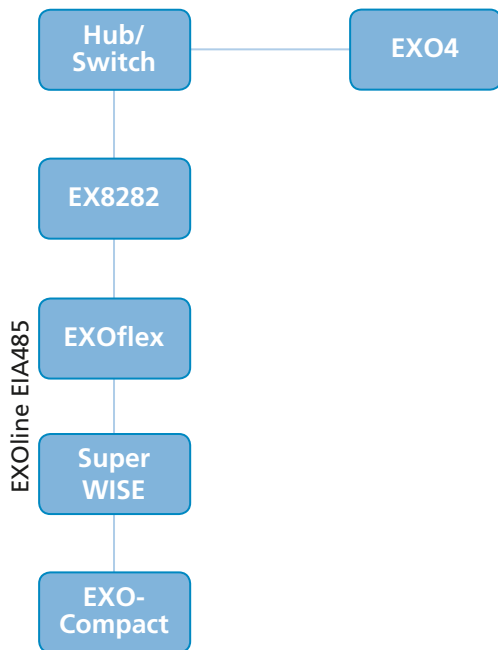 Hub/
Switch
EXO4
EX8282
EXOflex
EXOline EIA485
Super
WISE
EXO-
Compact